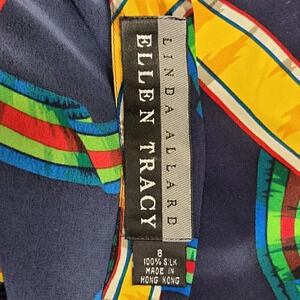 LINDA ALLARD
ELLEN TRACY
8
100% SILK
MADE IN
HONG KONG